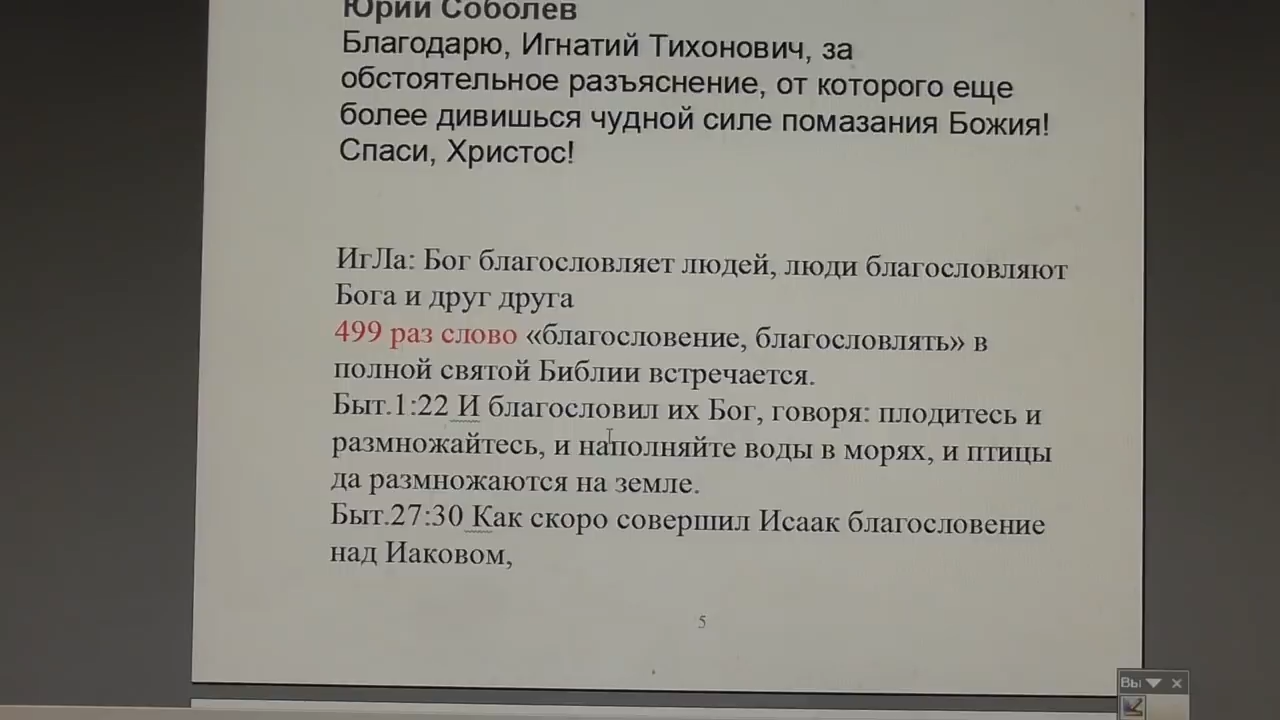 Юрий Соболев
Благодарю, Игнатий Тихонович, за
обстоятельное разъяснение, от которого еще
более дивишься чудной силе помазания Божия!
Спаси, Христос!
ИгЛа: Бог благословляет людей, люди благословляют
Бога и друг друга
499 раз слово «благословение, благословлять» в
полной святой Библии встречается.
Быт.1:22 И благословил их Бог, говоря: плодитесь и
размножайтесь, и наполняйте воды в морях, и птицы
да размножаются на земле.
Быт.27:30 Как скоро совершил Исаак благословение
над Иаковом,
5
Вы